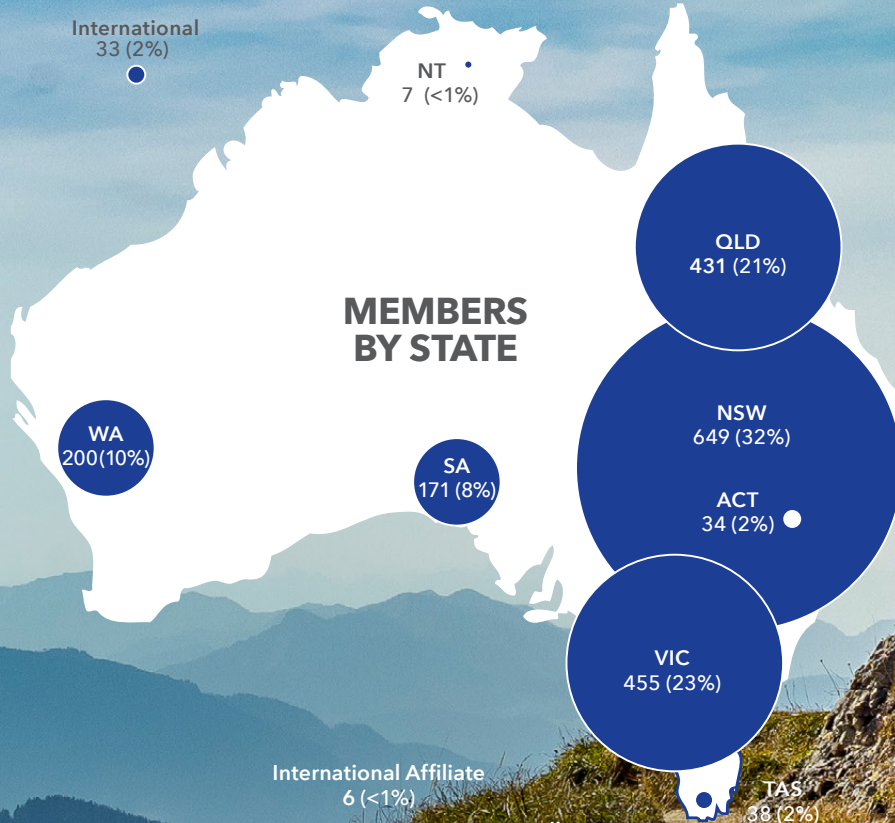 International
33 (2%)
NT
7 (<1%)
QLD
431 (21%)
MEMBERS
BY STATE
NSW
649 (32%)
WA
200(10%)
SA
171 (8%)
ACT
34 (2%)
VIC
455 (23%)
International Affiliate
6 (<1%)
TAS
38 (2%)